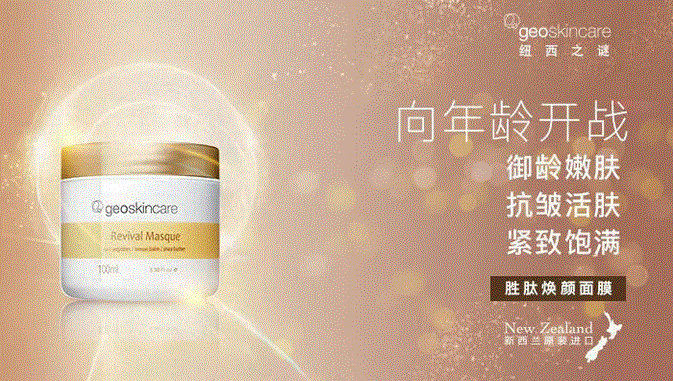 geoskincare
纽西之谜
向年龄开战
御龄嫩肤
抗皱活肤
紧致饱满
胜肽焕颜面膜
New Zealand
新西兰原装进口
geoskincare
Revival Masque
100ml